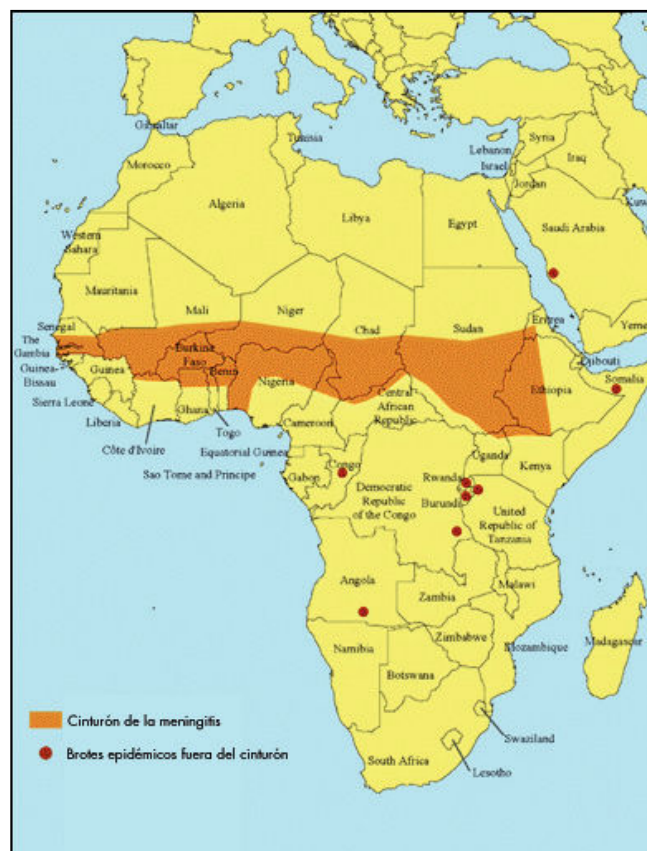 Gibraltar
Tunisia
Morocco
Lebanon
Israel
Syria
Iraq
Jordan
Kuw
Algeria
Libya
Egypt
Saudi Arabia
Western
Sahara
Mauritania
Mali
Niger
Chad
Sudan
Eritrea
Yeme
Senegal
The
Gambia
Guinea-
Bissau
Guinea
Sierra Leone
Liberia
Burkina
Faso
Benin
Nigeria
Djibouti
Somalia
Ethiopia
Ghana
Togo
Côte d'Ivoire
Cameroon
Central
African
Republic
Equatorial Guinea
Sao Tome and Principe
Gabon
Congo
Democratic
Republic
of the Congo
Uganda
Kenya
Rwanda
Burundi
United
Republic of
Tanzania
Angola
Zambia
Malawi
Namibia
Zimbabwe
Mozambique
Madagascar
Botswana
Swaziland
South Africa
Lesotho
Cinturón de la meningitis
Brotes epidémicos fuera del cinturón